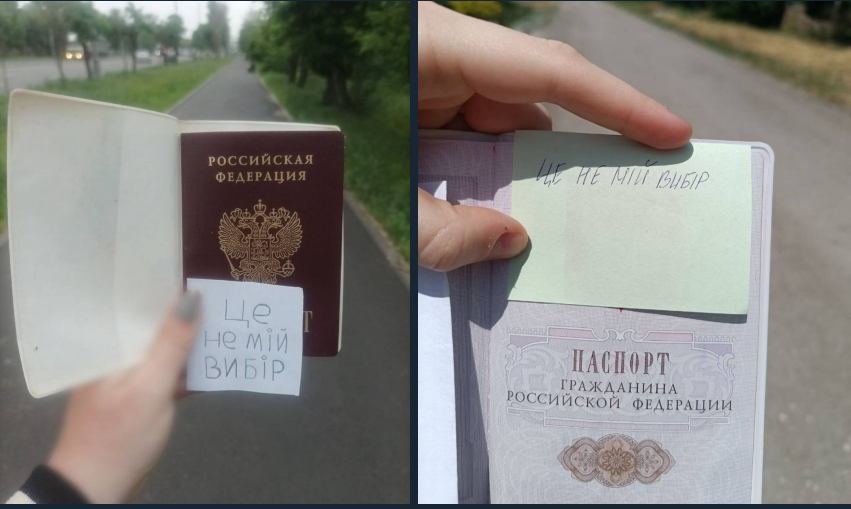 РОССИЙСКАЯ
ФЕДЕРАЦИЯ
Це
не мій
ВИБІР
ЦЕ НЕ МІЙ ВИБІР
ПАСПОРТ
ГРАЖДАНИНА
РОССИЙСКОЙ ФЕДЕРАЦИИ